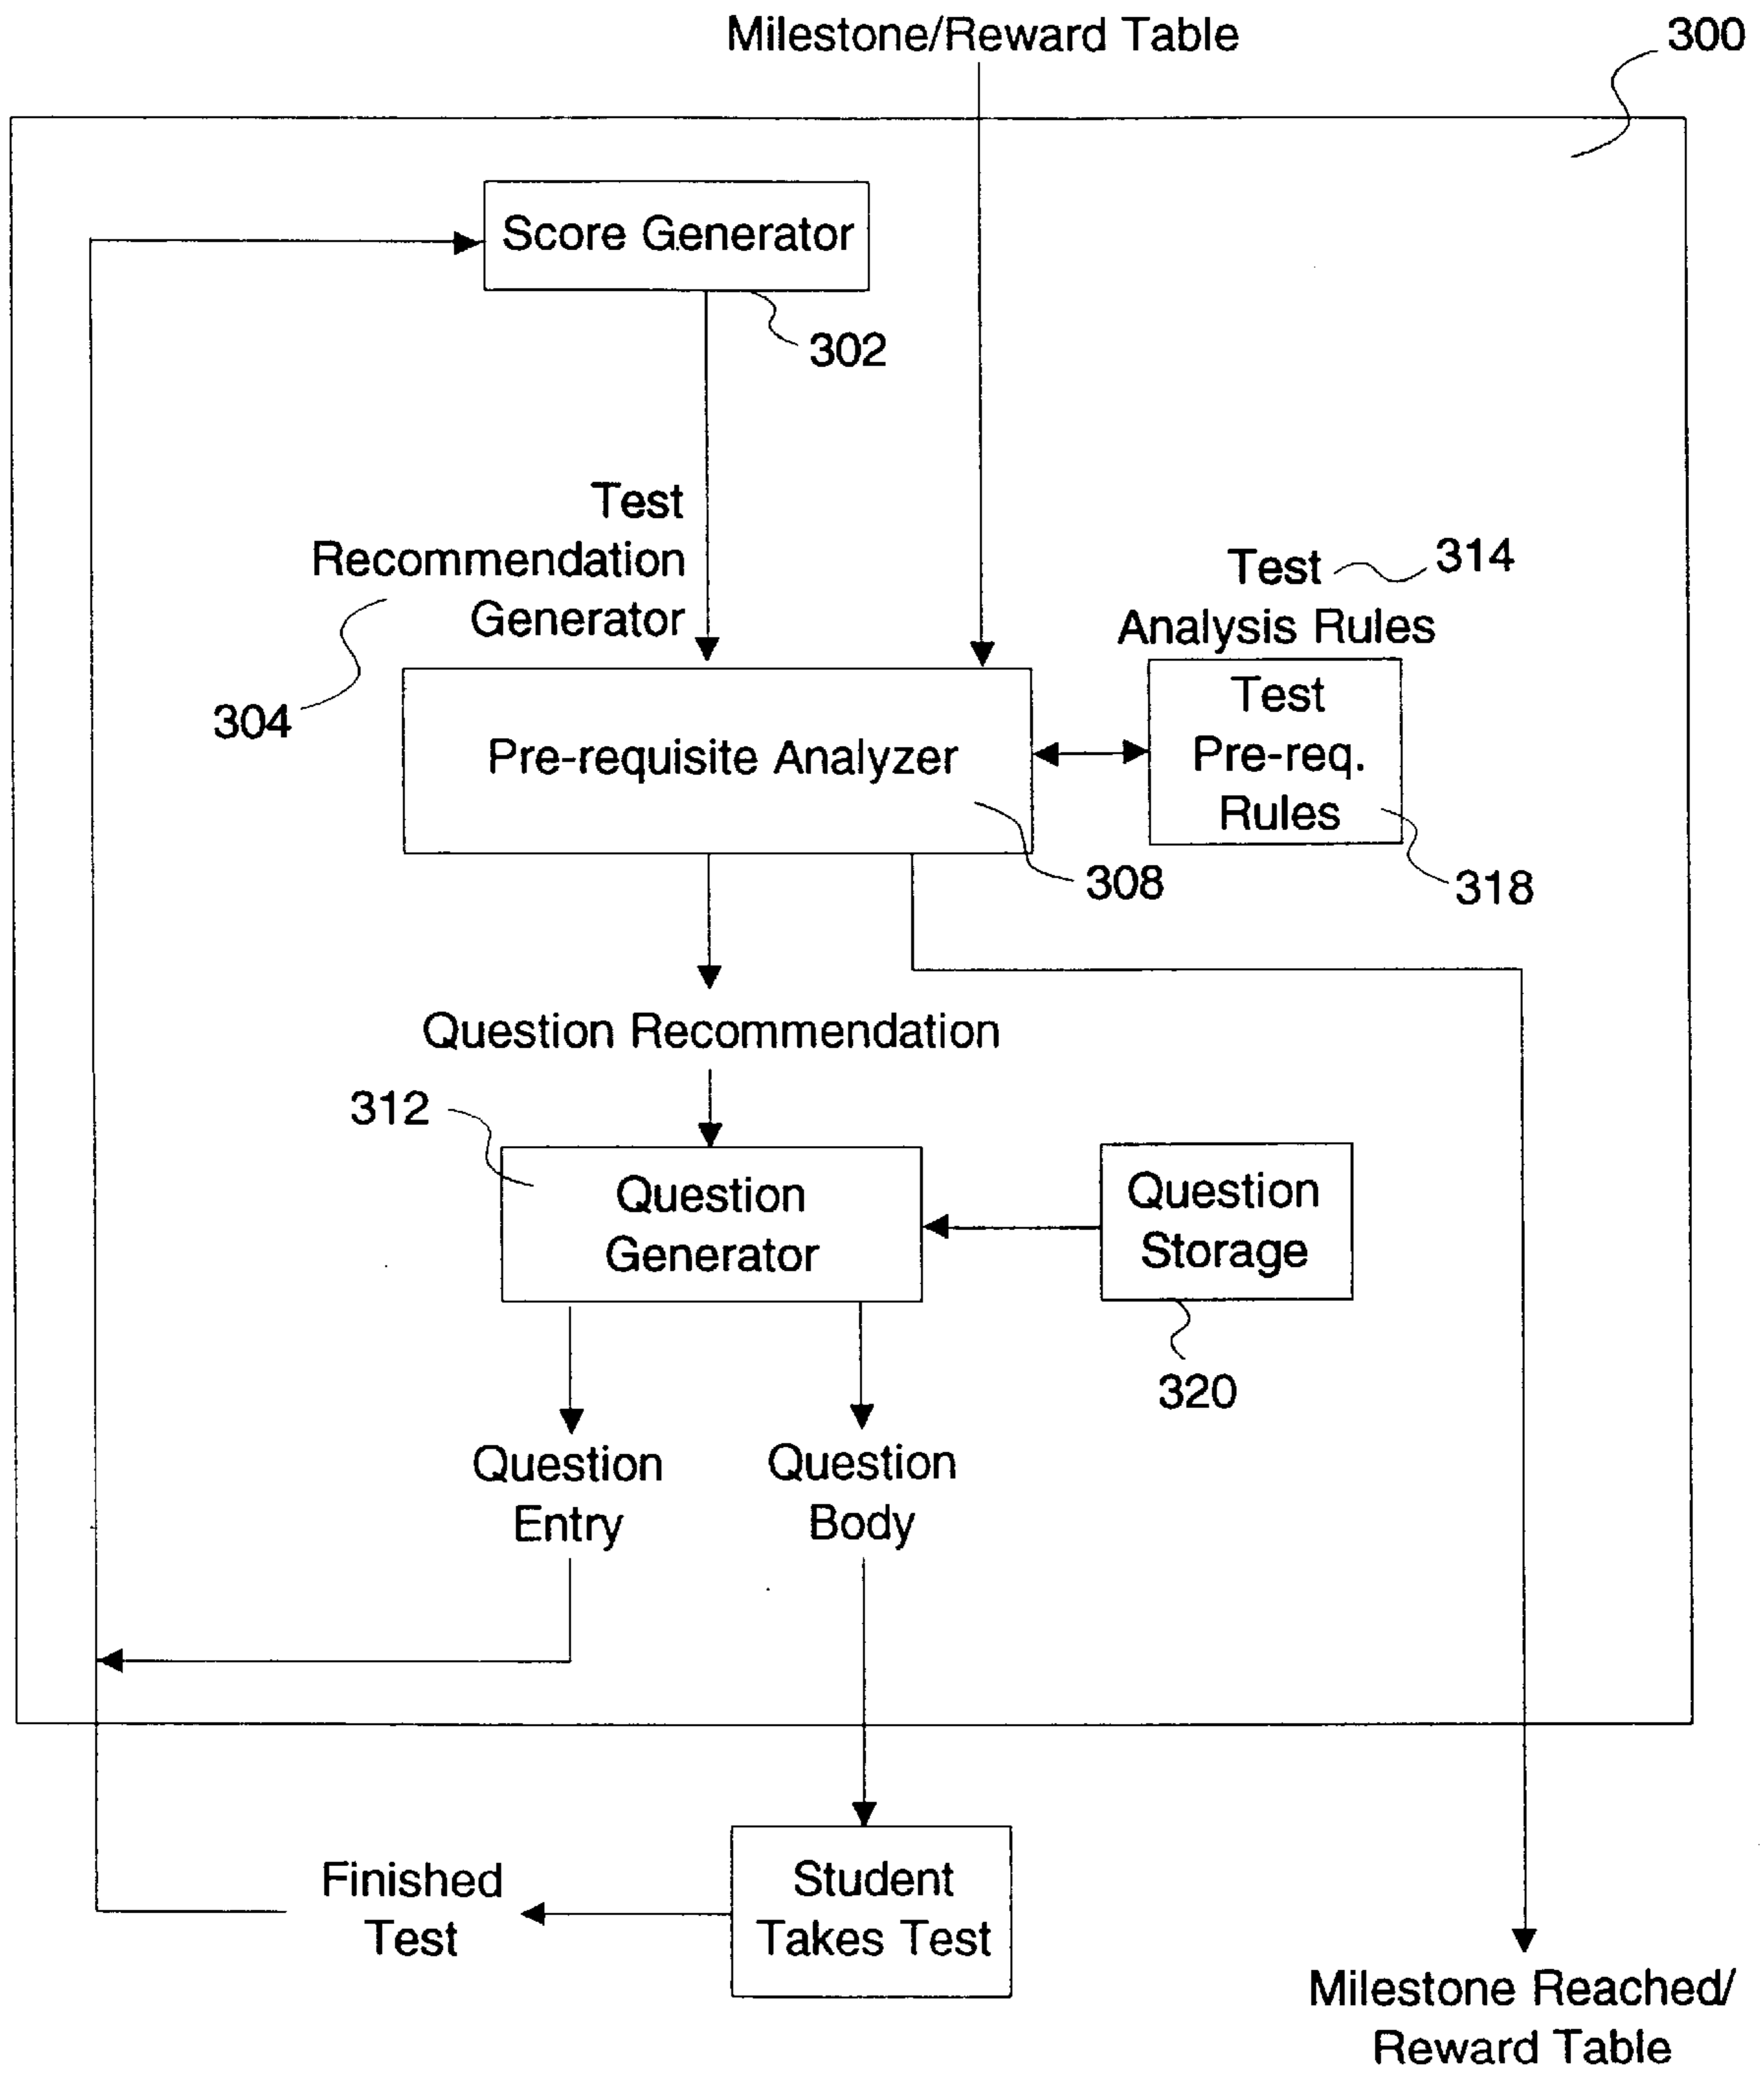 Milestone/Reward Table
300
Score Generator
302
Test
Recommendation
Generator
304
Test
314
Analysis Rules
Test
Pre-req.
Rules
Pre-requisite Analyzer
308
318
Question Recommendation
312
Question
Generator
Question
Storage
320
Question
Entry
Question
Body
Finished
Test
Student
Takes Test
Milestone Reached/
Reward Table